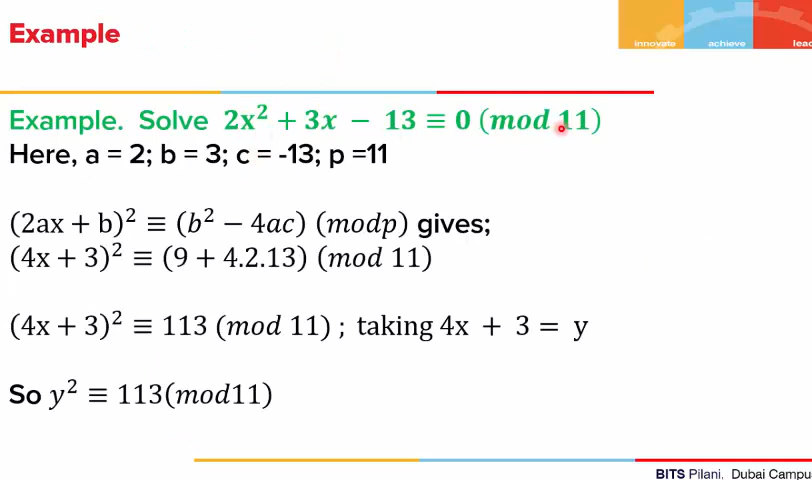 Example
innovate achieve lead
Example. Solve 2x² + 3x − 13 ≡ 0 (mod 11)
Here, a = 2; b = 3; c = -13; p =11
(2ax + b)² ≡ (b² − 4ac) (modp) gives;
(4x + 3)² ≡ (9 + 4.2.13) (mod 11)
(4x + 3)² ≡ 113 (mod 11) ; taking 4x + 3 = y
So y² ≡ 113(mod11)
BITS Pilani, Dubai Campu